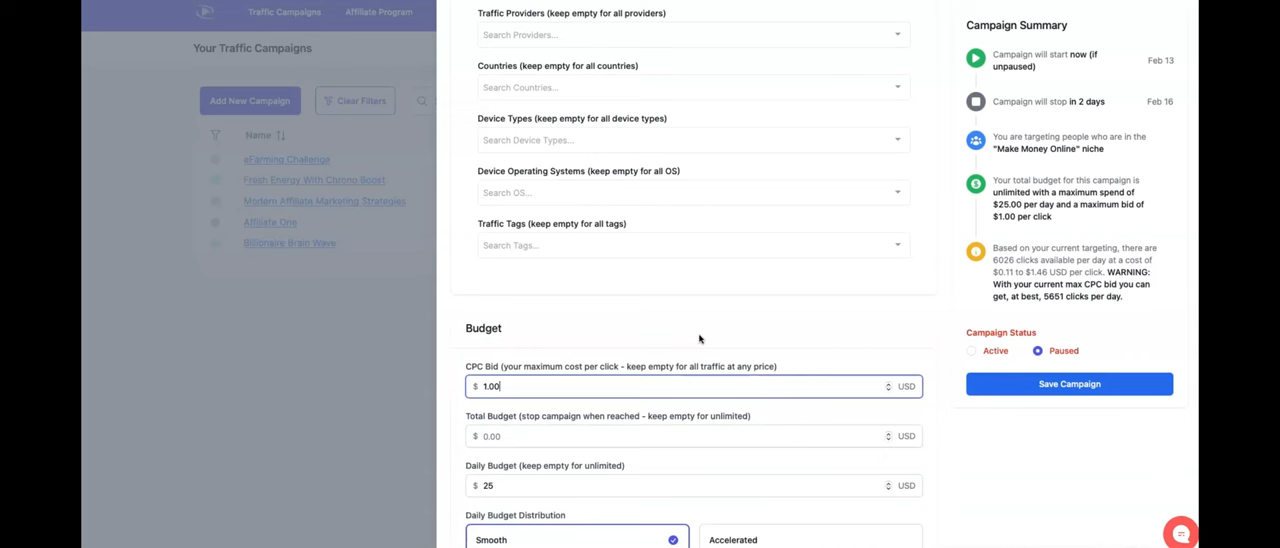 Traffic Campaigns
Affiliate Program
Your Traffic Campaigns
Add New Campaign
Clear Filters
Name
eFarming Challenge
Fresh Energy With Chrono Boost
Modern Affiliate Marketing Strategies
Affiliate One
Billionaire Brain Wave
Traffic Providers (keep empty for all providers)
Search Providers...
Countries (keep empty for all countries)
Search Countries...
Device Types (keep empty for all device types)
Search Device Types...
Device Operating Systems (keep empty for all OS)
Search OS...
Traffic Tags (keep empty for all tags)
Search Tags...
Budget
CPC Bid (your maximum cost per click - keep empty for all traffic at any price)
$ 1.00 USD
Total Budget (stop campaign when reached - keep empty for unlimited)
$ 0.00 USD
Daily Budget (keep empty for unlimited)
$ 25 USD
Daily Budget Distribution
Smooth
Accelerated
Campaign Summary
Campaign will start now (if
unpaused)
Feb 13
Campaign will stop in 2 days
Feb 16
You are targeting people who are in the
"Make Money Online" niche
Your total budget for this campaign is
unlimited with a maximum spend of
$25.00 per day and a maximum bid of
$1.00 per click
Based on your current targeting, there are
6026 clicks available per day at a cost of
$0.11 to $1.46 USD per click. WARNING:
With your current max CPC bid you can
get, at best, 5651 clicks per day.
Campaign Status
Active
Paused
Save Campaign